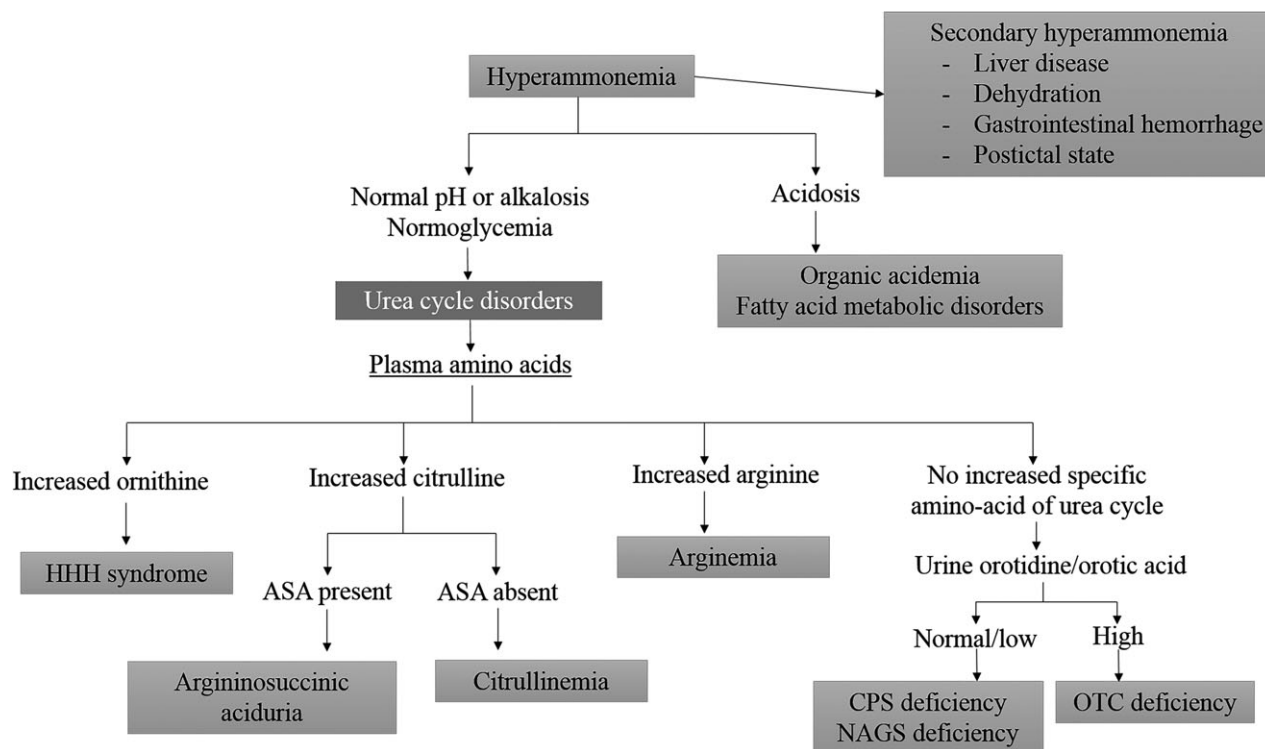 Hyperammonemia
Secondary hyperammonemia
- Liver disease
- Dehydration
- Gastrointestinal hemorrhage
- Postictal state
Normal pH or alkalosis
Normoglycemia
Acidosis
Urea cycle disorders
Organic acidemia
Fatty acid metabolic disorders
Plasma amino acids
Increased ornithine
Increased citrulline
Increased arginine
No increased specific
amino-acid of urea cycle
HHH syndrome
ASA present
ASA absent
Arginemia
Urine orotidine/orotic acid
Normal/low
High
Argininosuccinic
aciduria
Citrullinemia
CPS deficiency
NAGS deficiency
OTC deficiency